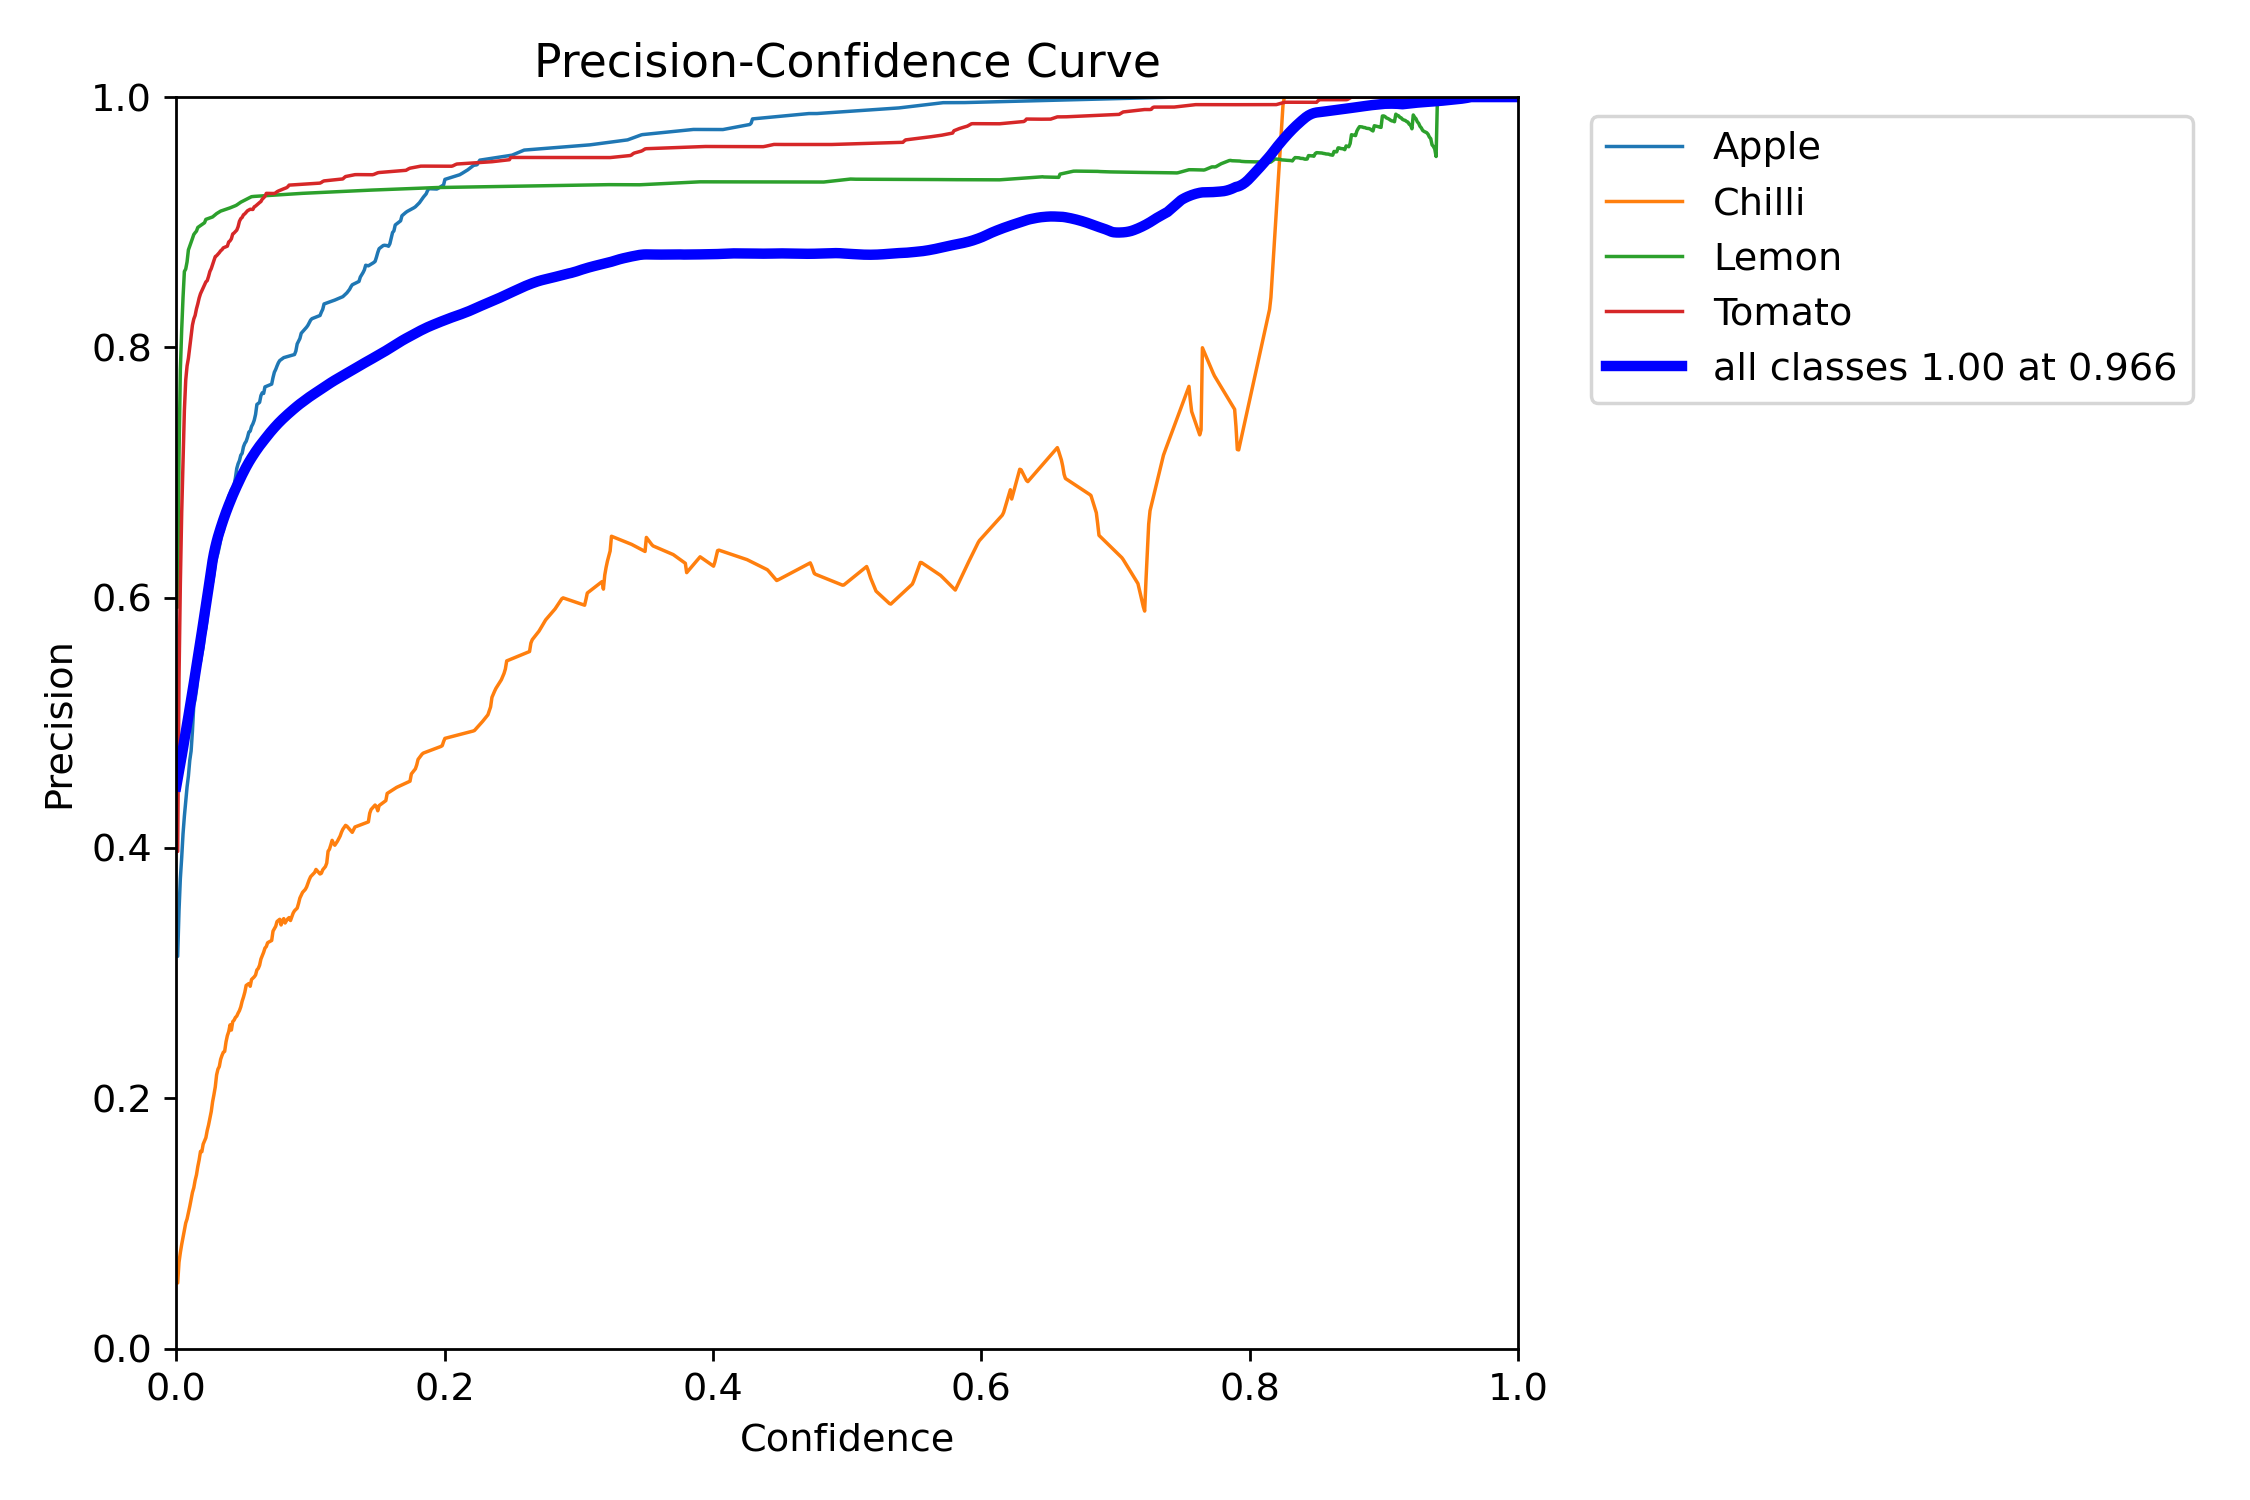 Precision-Confidence Curve
1.0
0.8
0.6
0.4
0.2
0.0
Precision
0.0 0.2 0.4 0.6 0.8 1.0
Confidence
Apple
Chilli
Lemon
Tomato
all classes 1.00 at 0.966